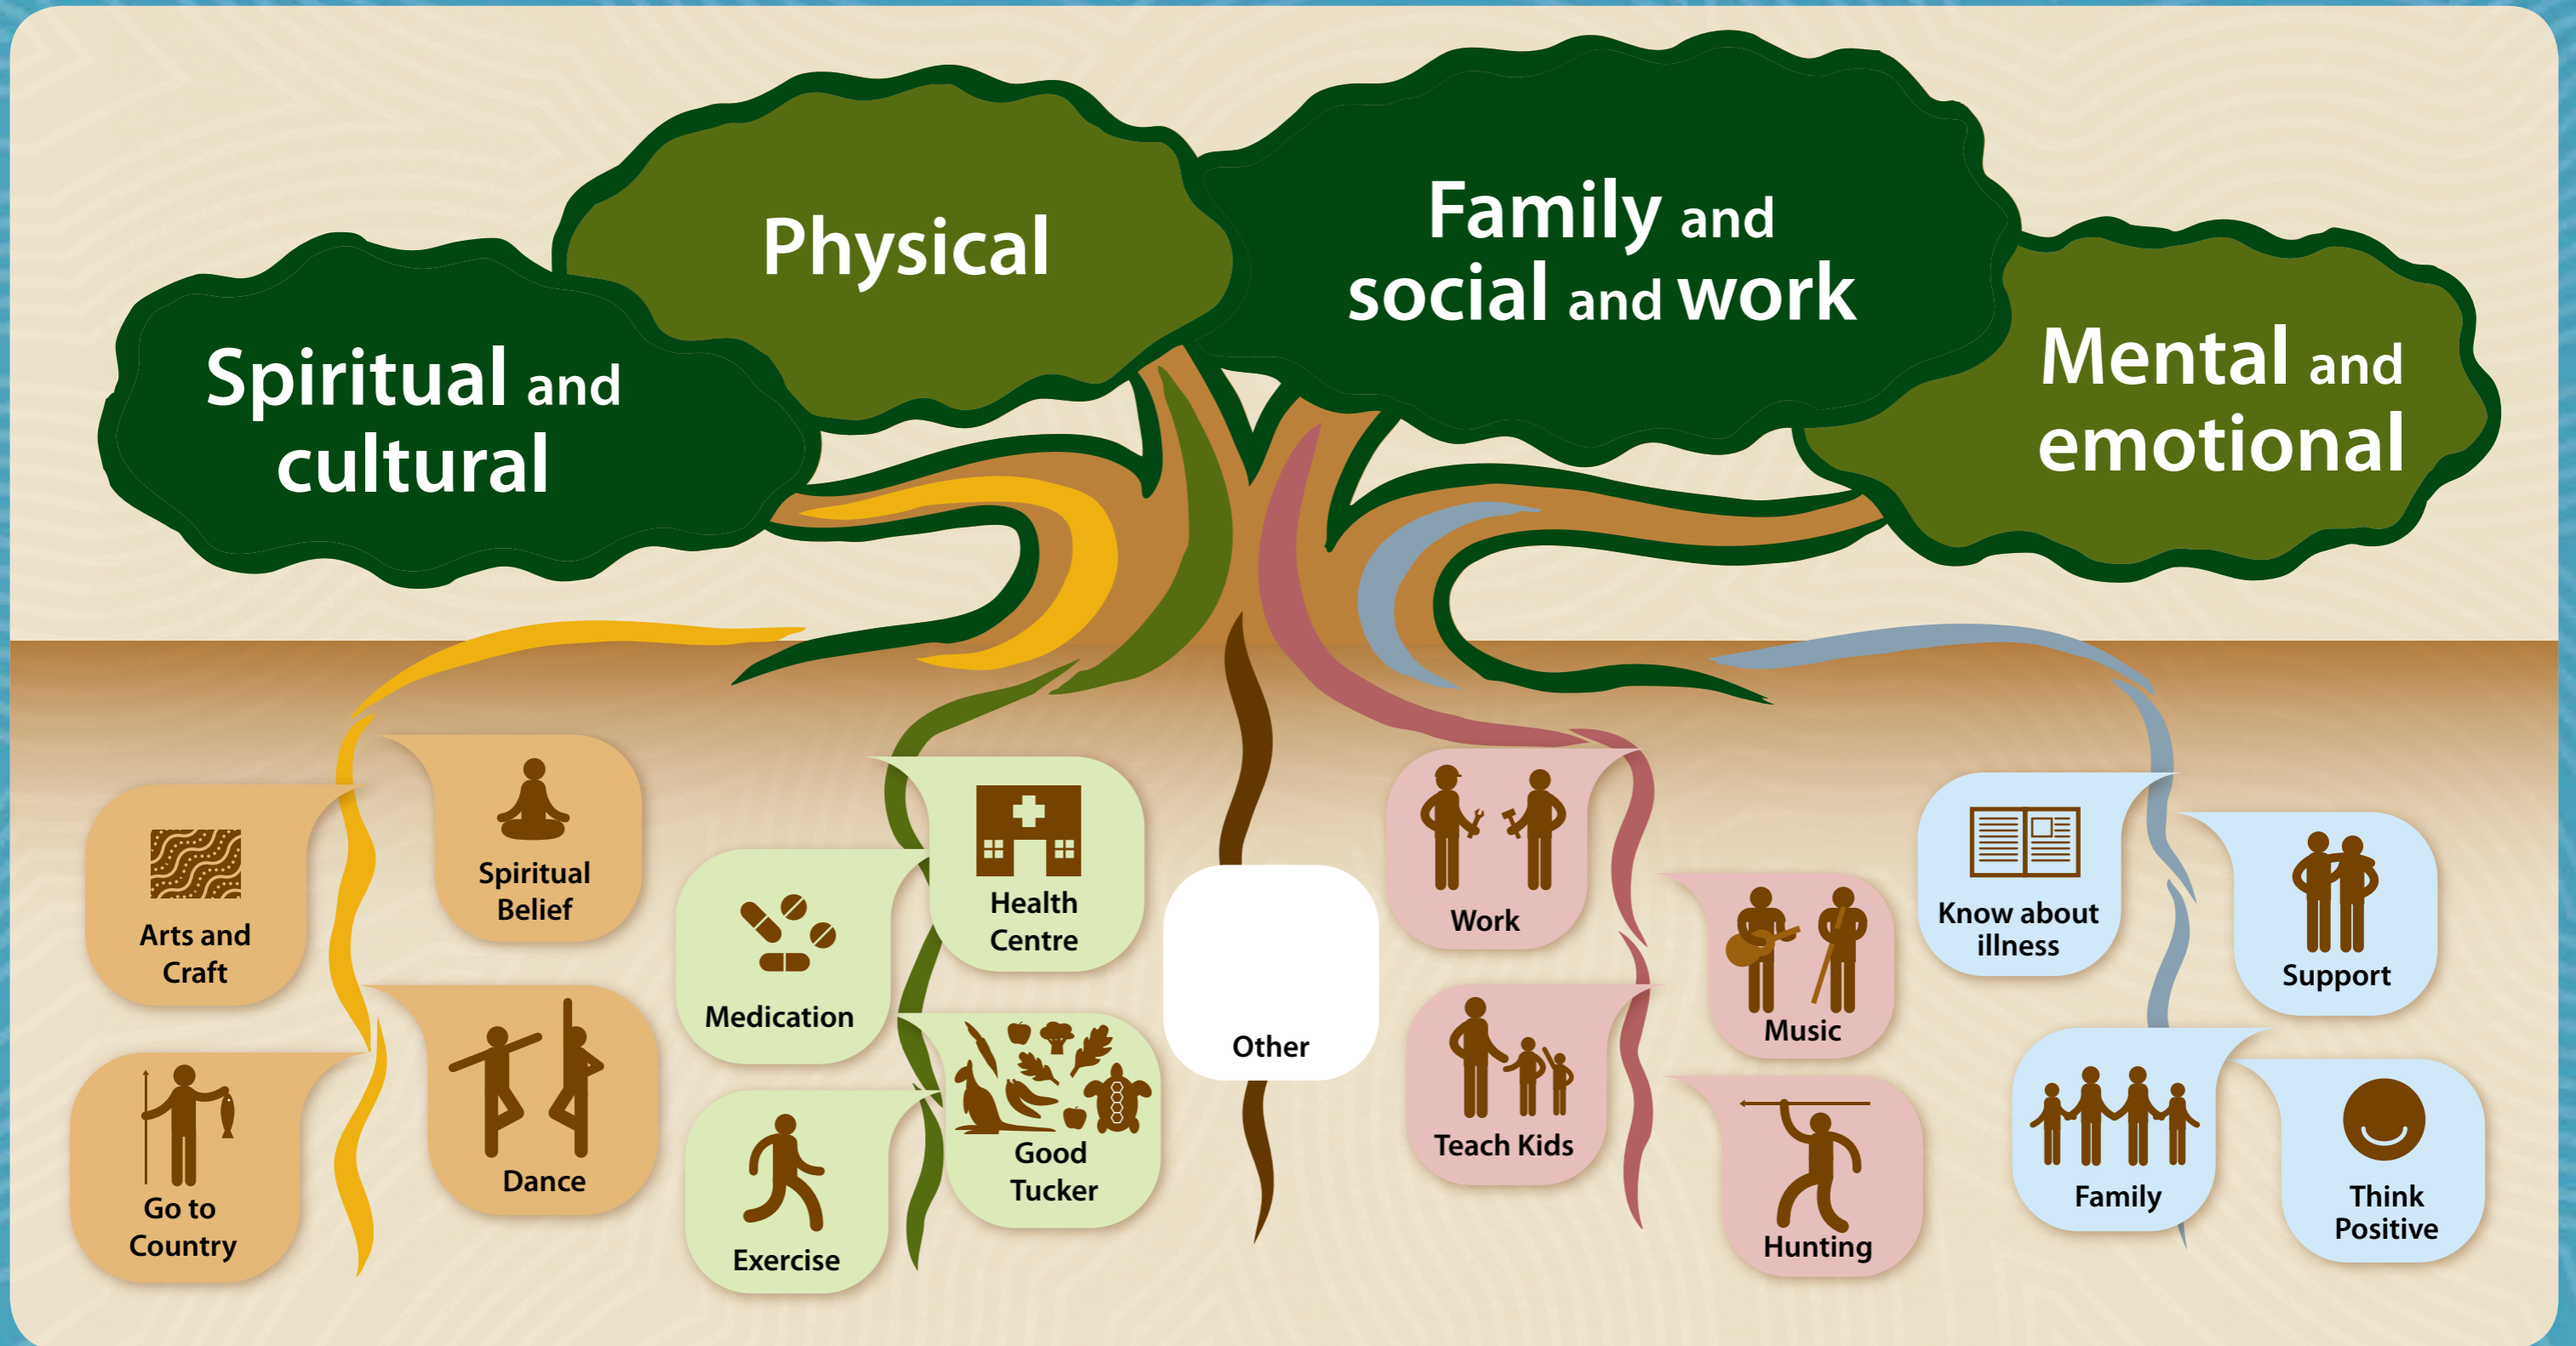 Spiritual and
cultural
Physical
Family and
social and work
Mental and
emotional
Arts and
Craft
Spiritual
Belief
Go to
Country
Dance
Medication
Health
Centre
Exercise
Good
Tucker
Other
Work
Music
Teach Kids
Hunting
Know about
illness
Support
Family
Think
Positive